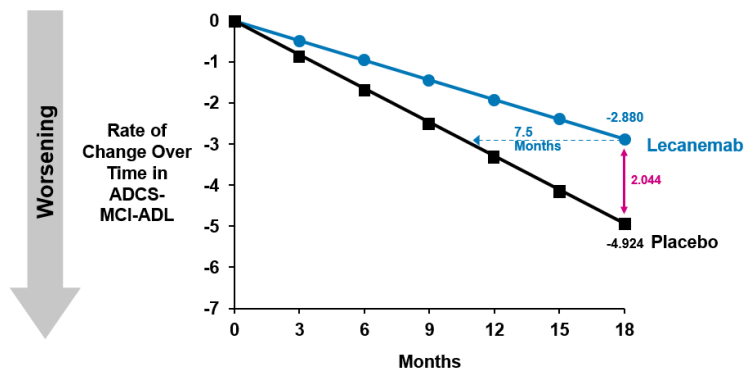 Worsening
Rate of
Change Over
Time in
ADCS-
MCI-ADL
0
-1
-2
-3
-4
-5
-6
-7
-2.880
7.5
Months
Lecanemab
2.044
-4.924 Placebo
0 3 6 9 12 15 18
Months